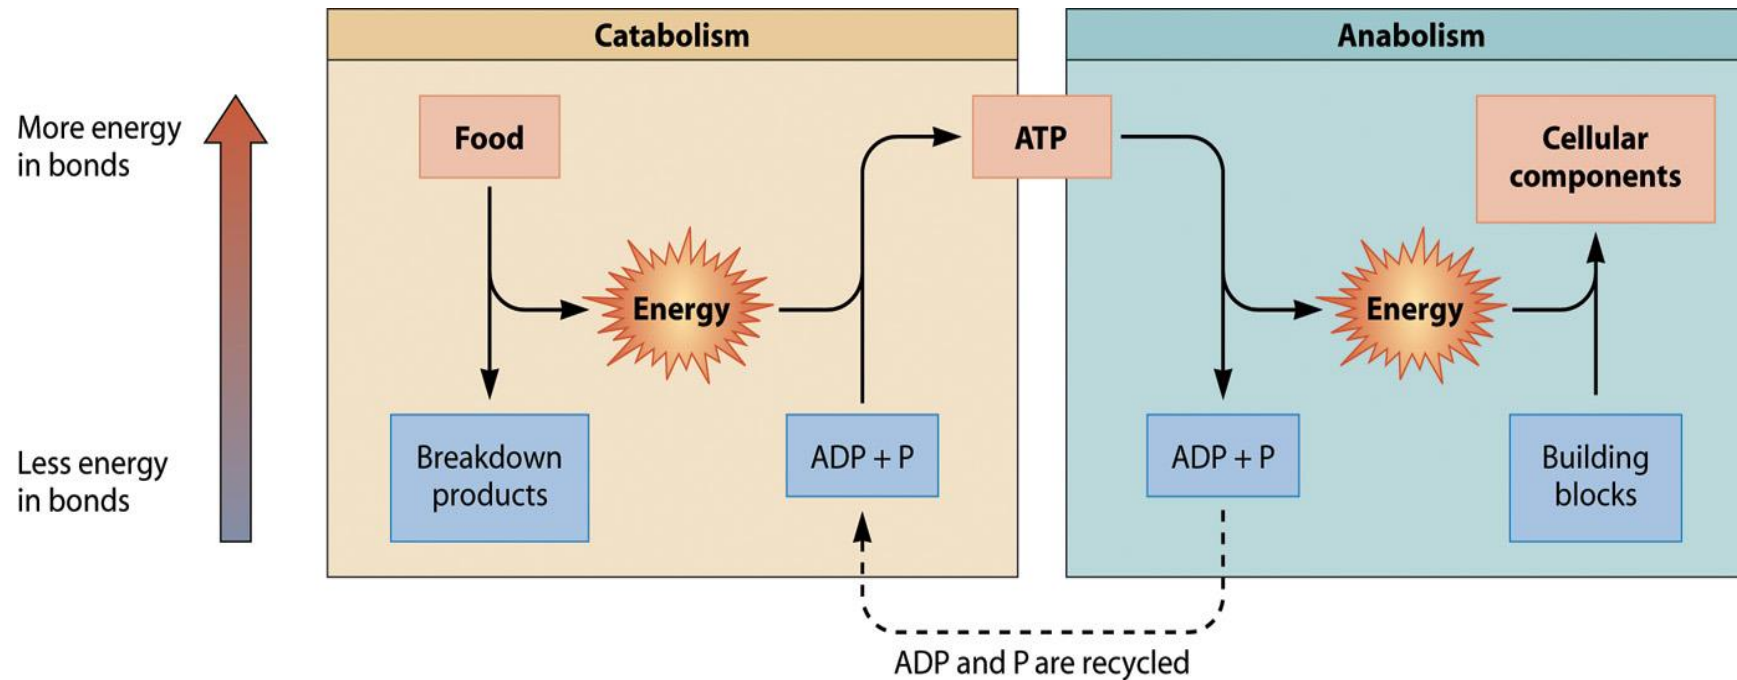 Catabolism
Anabolism
More energy
in bonds
Food
ATP
Cellular
components
Energy
Energy
Less energy
in bonds
Breakdown
products
ADP + P
ADP + P
Building
blocks
ADP and P are recycled